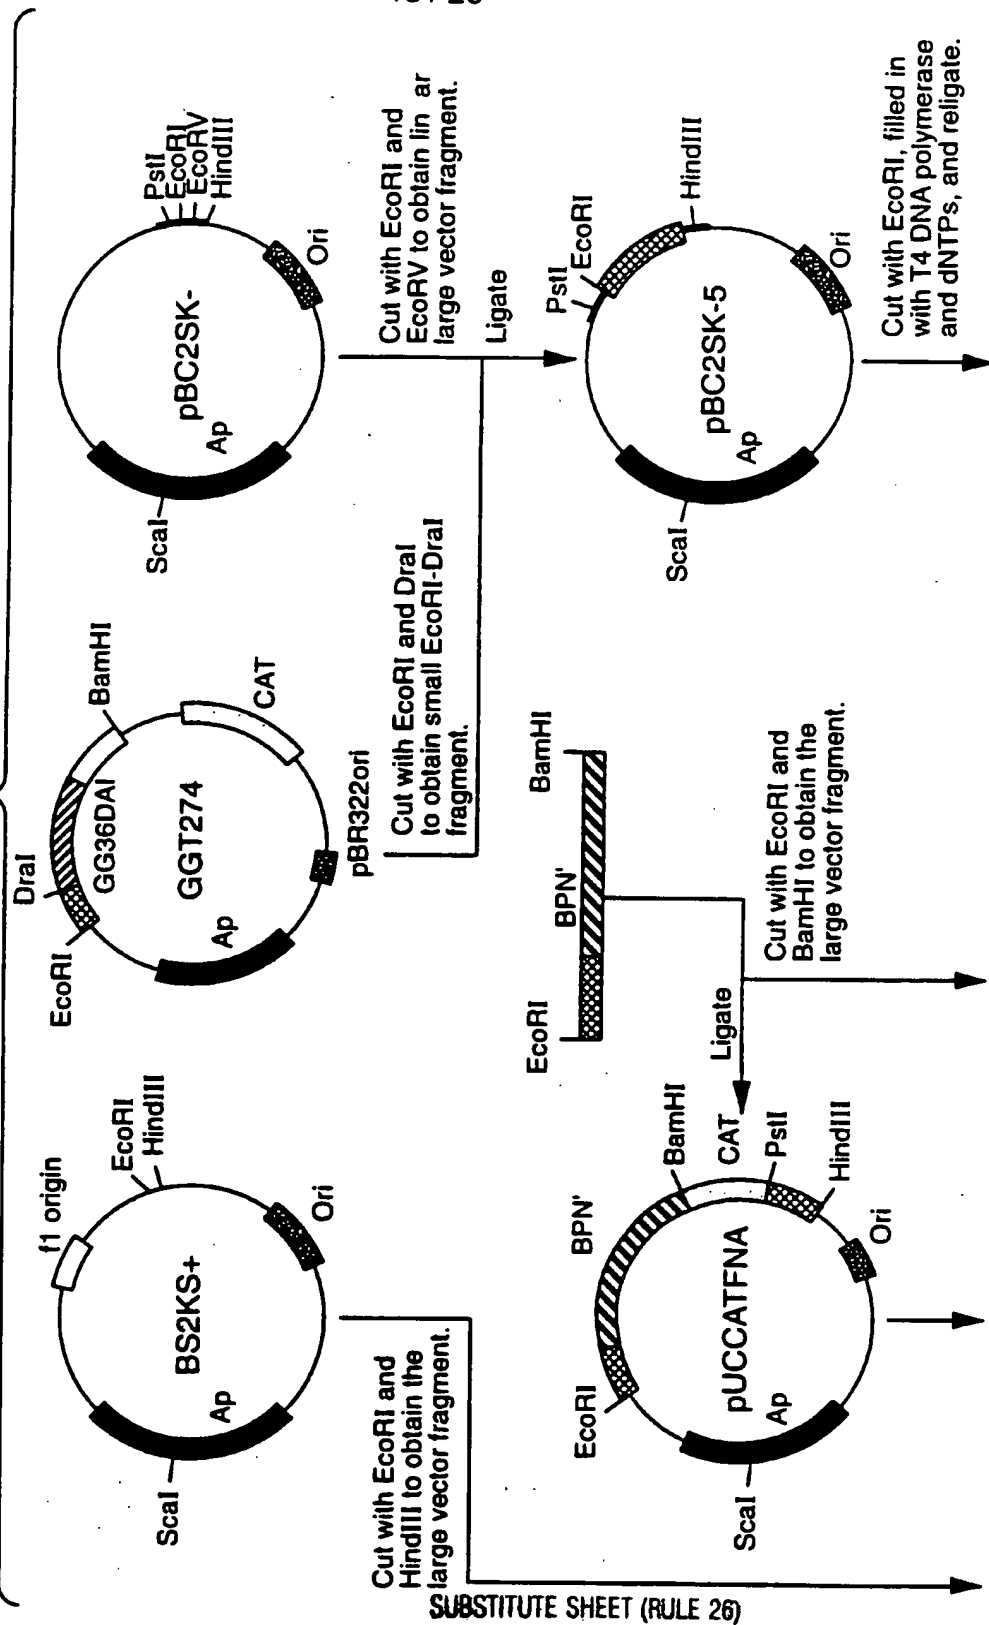 f1 origin
EcoRI
HindIII
BS2KS+
Ori
Ap
ScaI
Cut with EcoRI and
HindIII to obtain the
large vector fragment.
DraI
EcoRI
GG36DAI
BamHI
GGT274
CAT
Ap
pBR322ori
Cut with EcoRI and DraI
to obtain small EcoRI-DraI
fragment.
PstI
EcoRI
EcoRV
HindIII
pBC2SK-
Ori
Ap
ScaI
Cut with EcoRI and
EcoRV to obtain lin ar
large vector fragment.
Ligate
EcoRI
BPN'
BamHI
Ligate
Cut with EcoRI and
BamHI to obtain the
large vector fragment.
BPN'
EcoRI
BamHI
CAT
PstI
HindIII
pUCCATFNA
Ori
Ap
ScaI
PstI
EcoRI
HindIII
pBC2SK-5
Ori
Ap
ScaI
Cut with EcoRI, filled in
with T4 DNA polymerase
and dNTPs, and religate.
SUBSTITUTE SHEET (RULE 26)